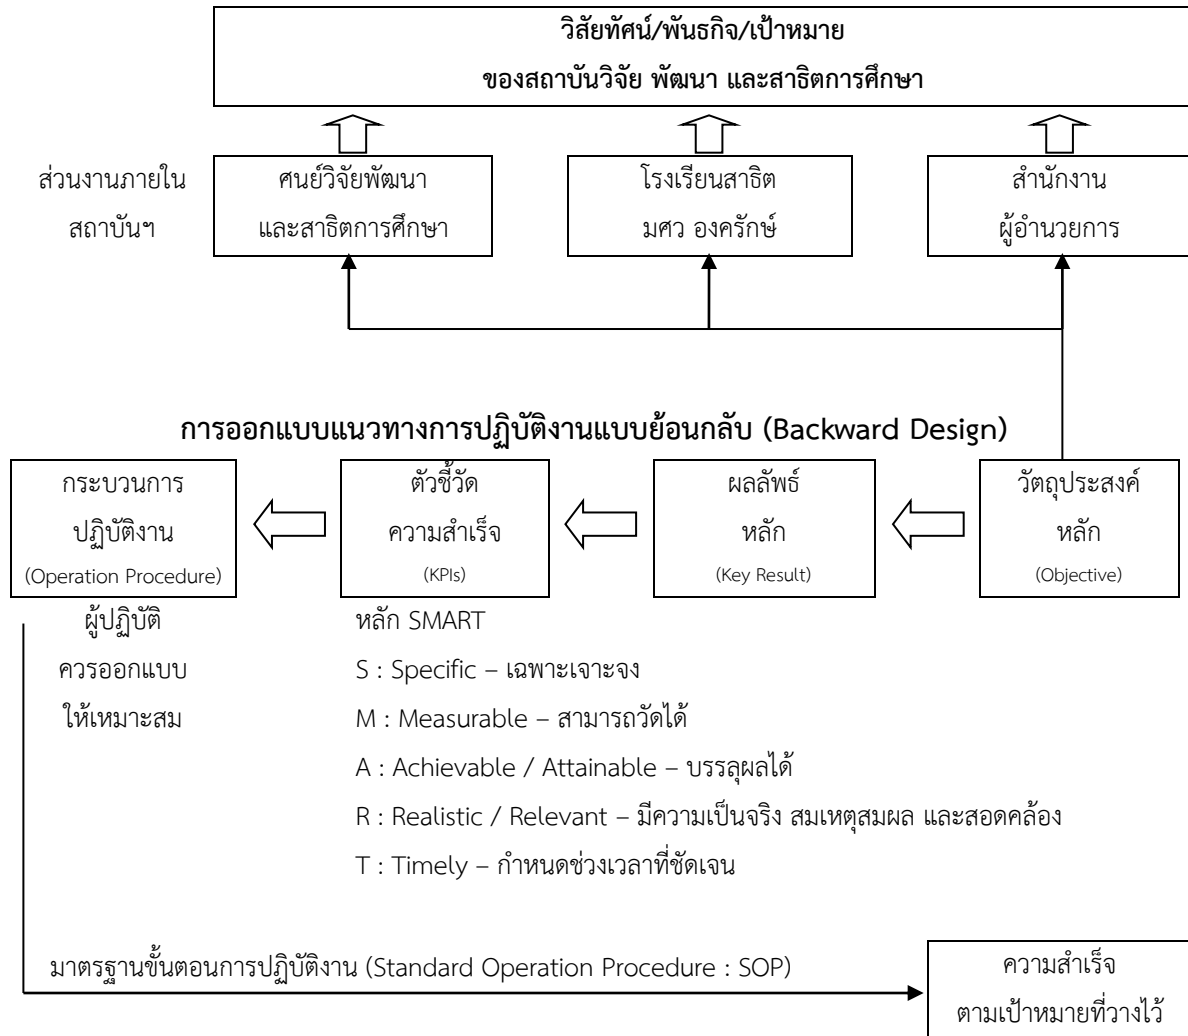 วิสัยทัศน์/พันธกิจ/เป้าหมาย
ของสถาบันวิจัย พัฒนา และสาธิตการศึกษา
ส่วนงานภายใน
สถาบันฯ
ศนย์วิจัยพัฒนา
และสาธิตการศึกษา
โรงเรียนสาธิต
มศว องครักษ์
สำนักงาน
ผู้อำนวยการ
การออกแบบแนวทางการปฏิบัติงานแบบย้อนกลับ (Backward Design)
กระบวนการ
ปฏิบัติงาน
(Operation Procedure)
ตัวชี้วัด
ความสำเร็จ
(KPIs)
ผลลัพธ์
หลัก
(Key Result)
วัตถุประสงค์
หลัก
(Objective)
ผู้ปฏิบัติ
ควรออกแบบ
ให้เหมาะสม
หลัก SMART
S : Specific – เฉพาะเจาะจง
M : Measurable – สามารถวัดได้
A : Achievable / Attainable – บรรลุผลได้
R : Realistic / Relevant – มีความเป็นจริง สมเหตุสมผล และสอดคล้อง
T : Timely – กำหนดช่วงเวลาที่ชัดเจน
มาตรฐานขั้นตอนการปฏิบัติงาน (Standard Operation Procedure : SOP)
ความสำเร็จ
ตามเป้าหมายที่วางไว้